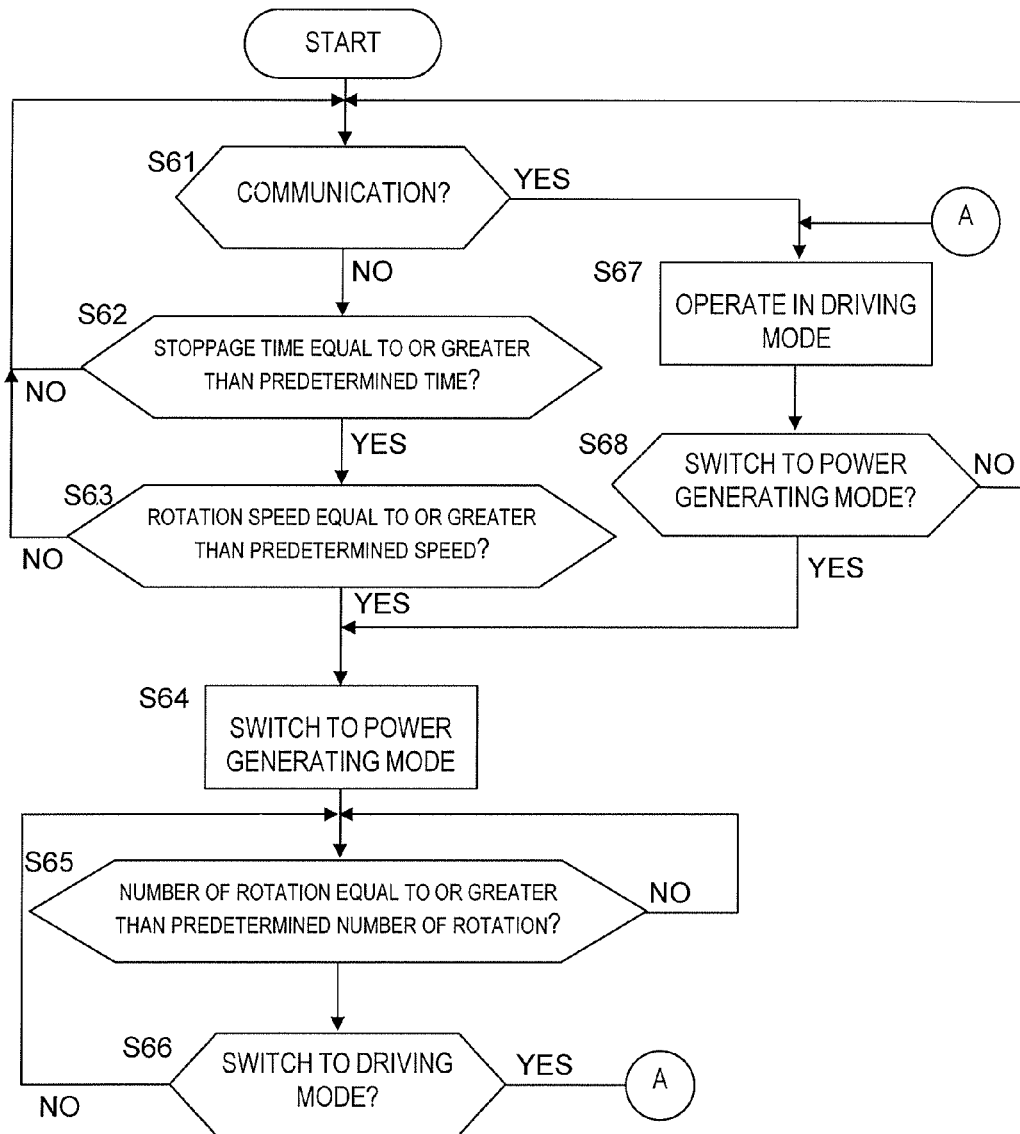 START
S61
COMMUNICATION?
YES
A
NO
S67
OPERATE IN DRIVING
MODE
S62
STOPPAGE TIME EQUAL TO OR GREATER
THAN PREDETERMINED TIME?
NO
YES
S68
SWITCH TO POWER
GENERATING MODE?
NO
YES
S63
ROTATION SPEED EQUAL TO OR GREATER
THAN PREDETERMINED SPEED?
NO
YES
S64
SWITCH TO POWER
GENERATING MODE
S65
NUMBER OF ROTATION EQUAL TO OR GREATER
THAN PREDETERMINED NUMBER OF ROTATION?
NO
S66
SWITCH TO DRIVING
MODE?
YES
A
NO